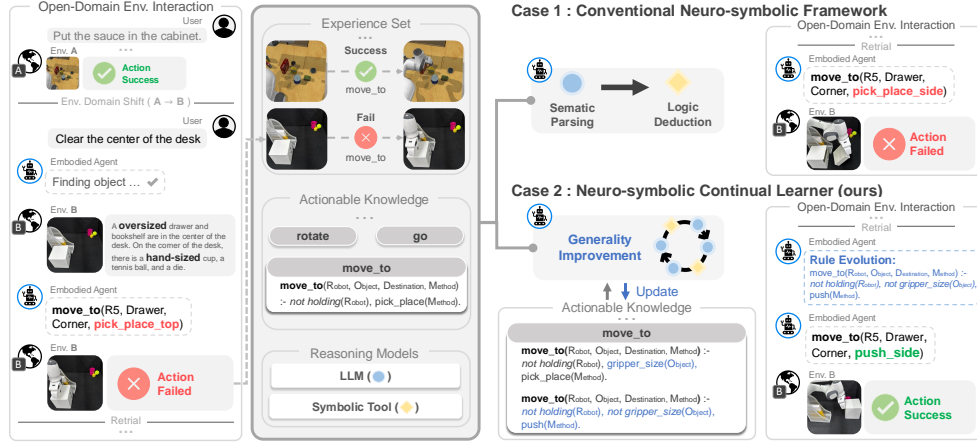 Open-Domain Env. Interaction
User
Put the sauce in the cabinet.
...
Env. A
A
Action
Success
Env. Domain Shift ( A → B )
User
Clear the center of the desk
Embodied Agent
Finding object ...
Env. B
B
A oversized drawer and
bookshelf are in the center of the
desk. On the corner of the desk,
there is a hand-sized cup, a
tennis ball, and a die.
Embodied Agent
move_to(R5, Drawer,
Corner, pick_place_top)
Env. B
B
Action
Failed
Retrial
...
Experience Set
...
Success
move_to
Fail
move_to
Actionable Knowledge
...
rotate
go
move_to
move_to(Robot, Object, Destination, Method)
:- not holding(Robot), pick_place(Method).
Reasoning Models
LLM ( )
Symbolic Tool ( )
Case 1 : Conventional Neuro-symbolic Framework
Sematic
Parsing
Logic
Deduction
Open-Domain Env. Interaction
...
Retrial
Embodied Agent
move_to(R5, Drawer,
Corner, pick_place_side)
Env. B
B
Action
Failed
Case 2 : Neuro-symbolic Continual Learner (ours)
Generality
Improvement
Update
Actionable Knowledge
...
move_to
move_to(Robot, Object, Destination, Method) :-
not holding(Robot), gripper_size(Object),
pick_place(Method).
move_to(Robot, Object, Destination, Method) :-
not holding(Robot), not gripper_size(Object),
push(Method).
Open-Domain Env. Interaction
...
Retrial
Embodied Agent
Rule Evolution:
move_to(Robot, Object, Destination, Method) :-
not holding(Robot), not gripper_size(Object),
push(Method).
Embodied Agent
move_to(R5, Drawer,
Corner, push_side)
Env. B
B
Action
Success